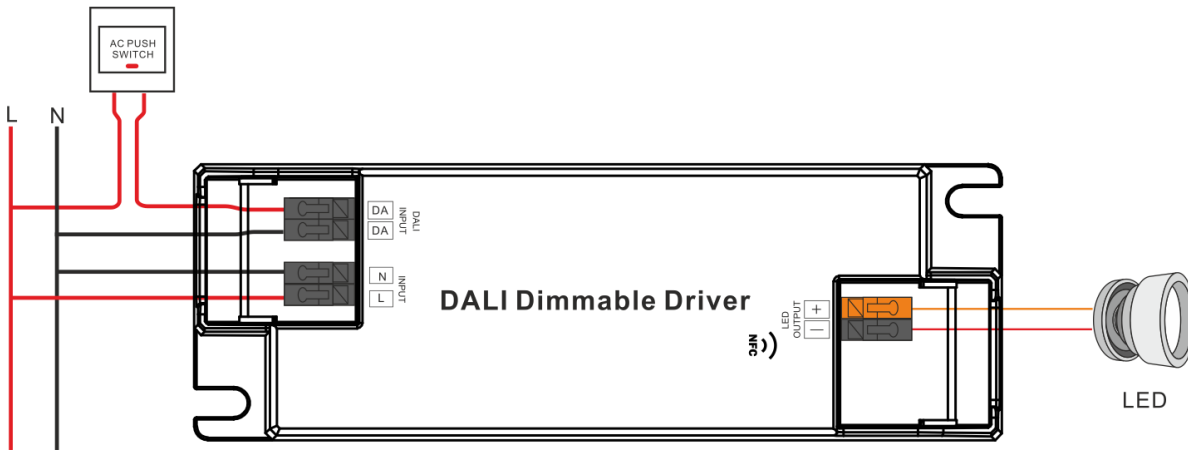 AC PUSH
SWITCH
L
N
DA
DA
DALI
INPUT
N
L
INPUT
DALI Dimmable Driver
NFC
LED
OUTPUT
+
—
LED